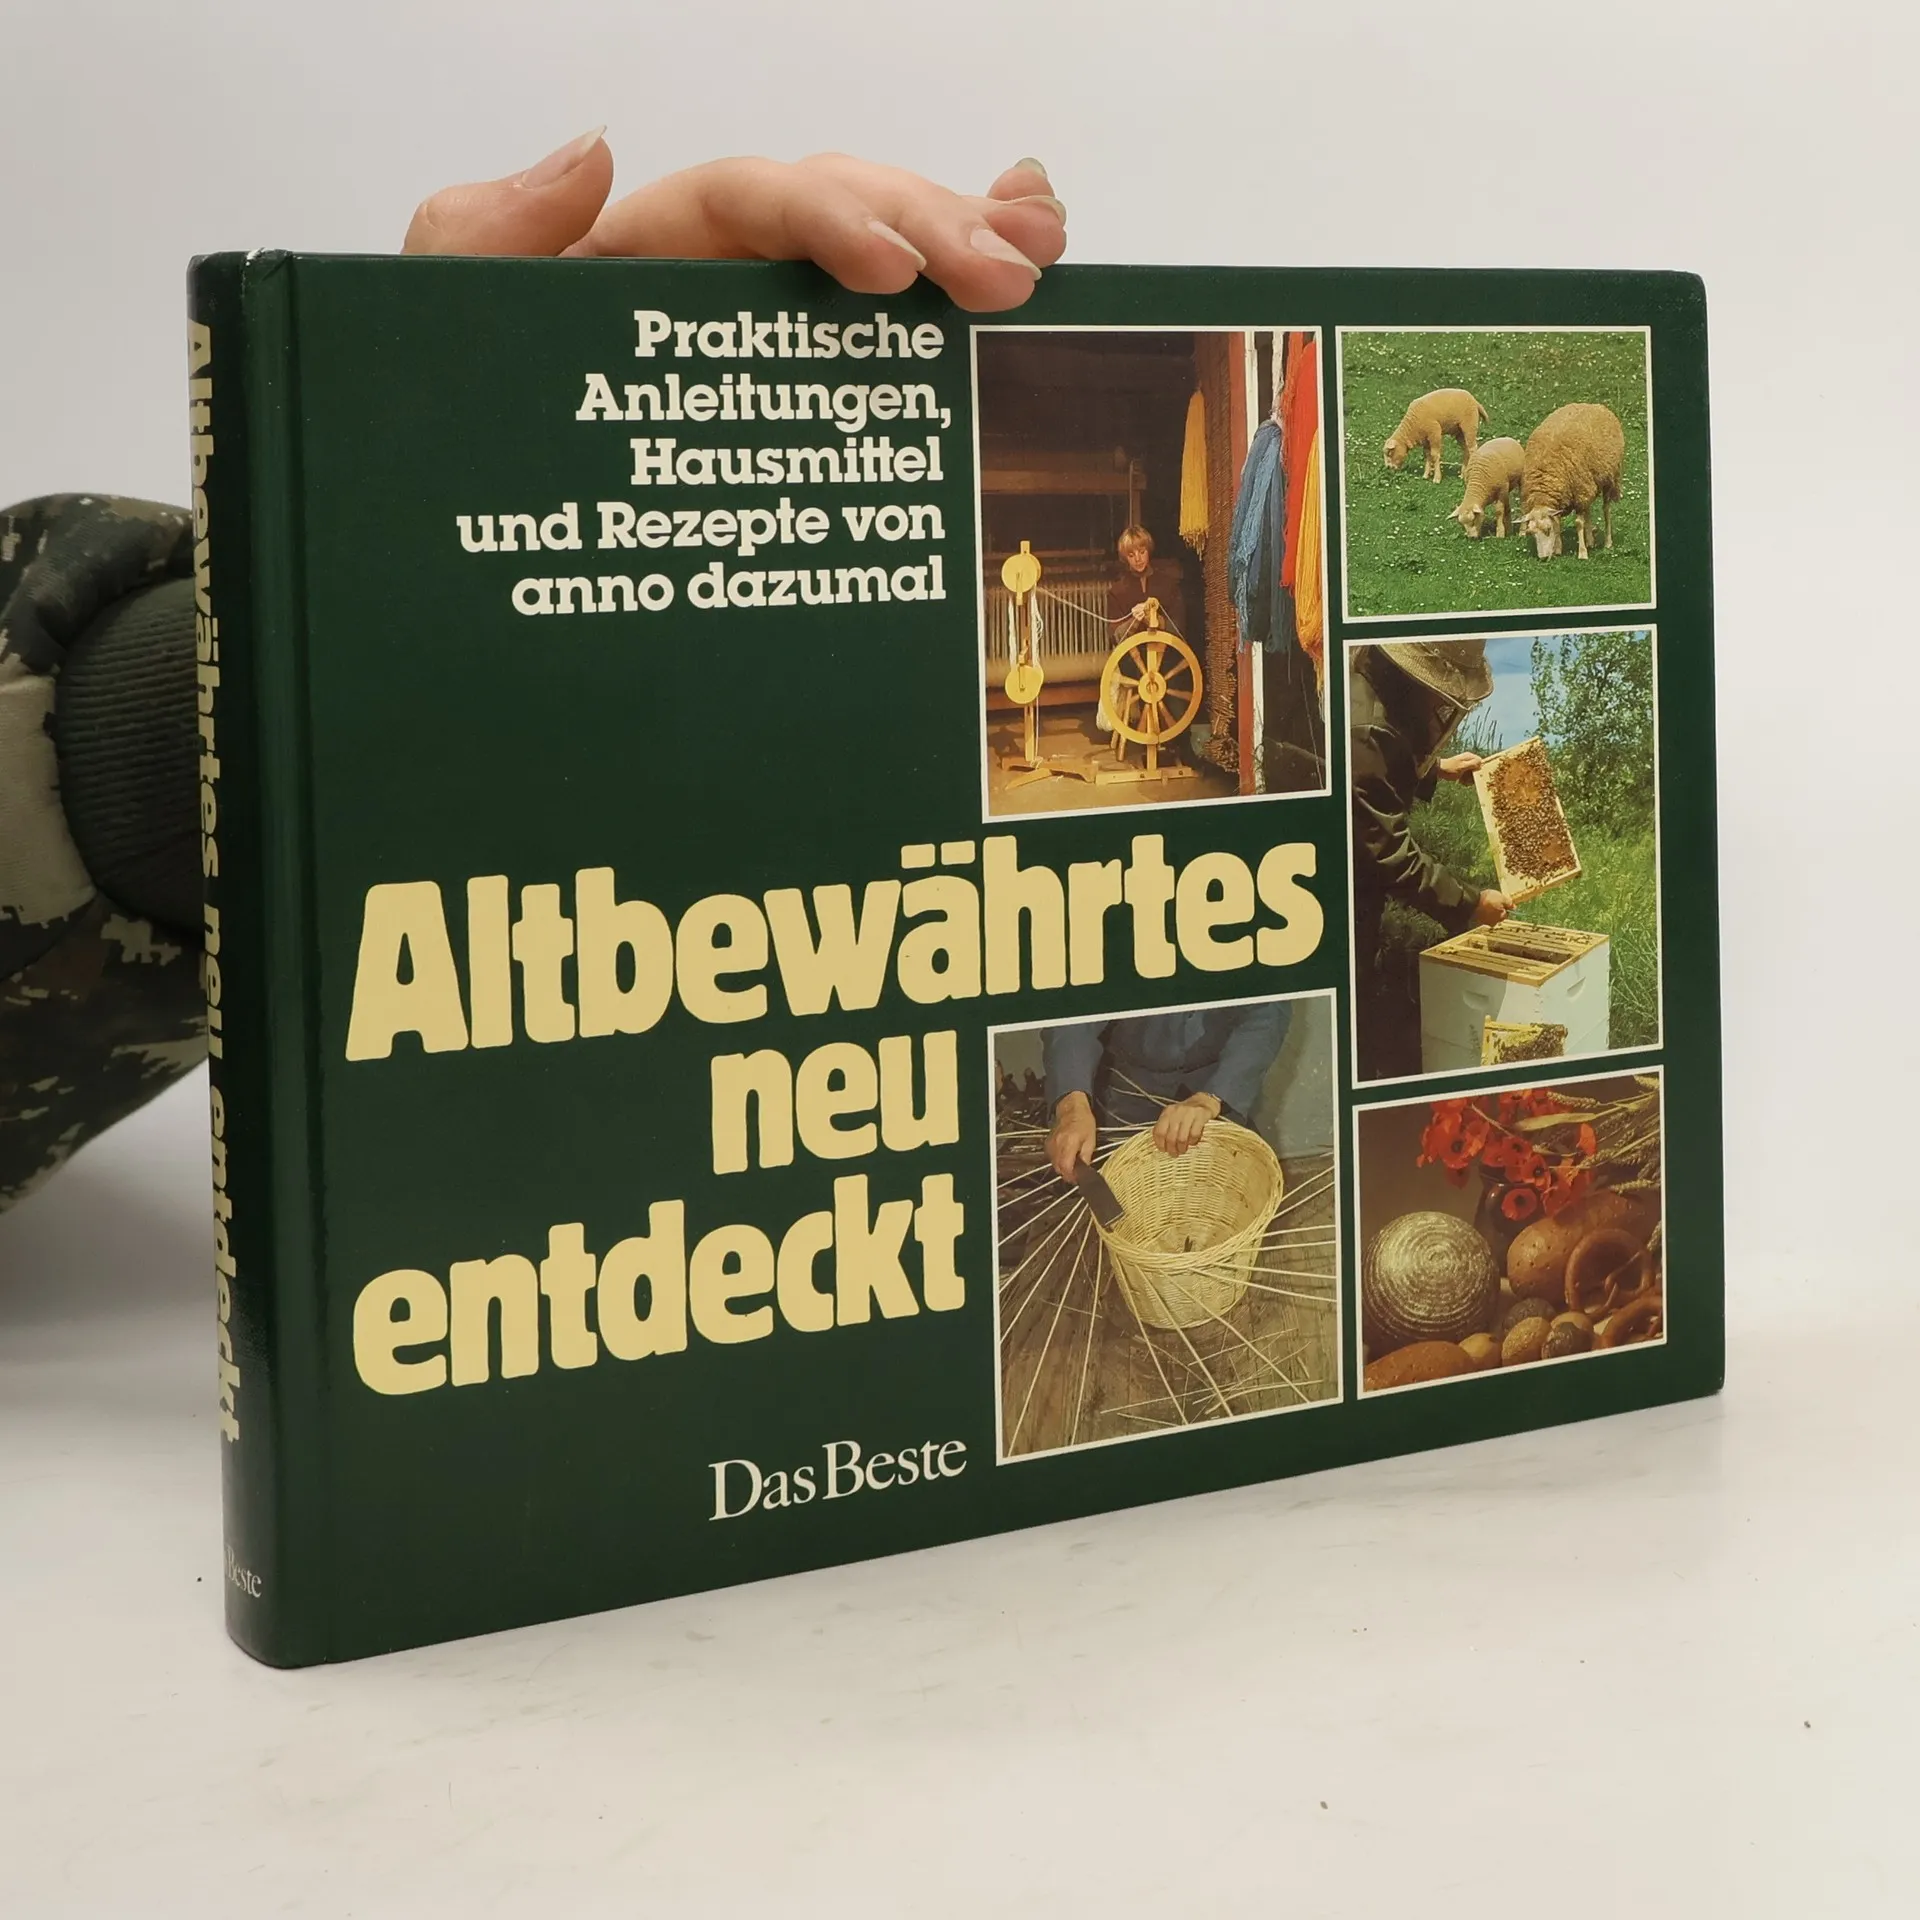 Praktische
Anleitungen,
Hausmittel
und Rezepte von
anno dazumal
Altbewährtes
neu
entdeckt
Das Beste
Altbewährtes neu entdeckt
Beste